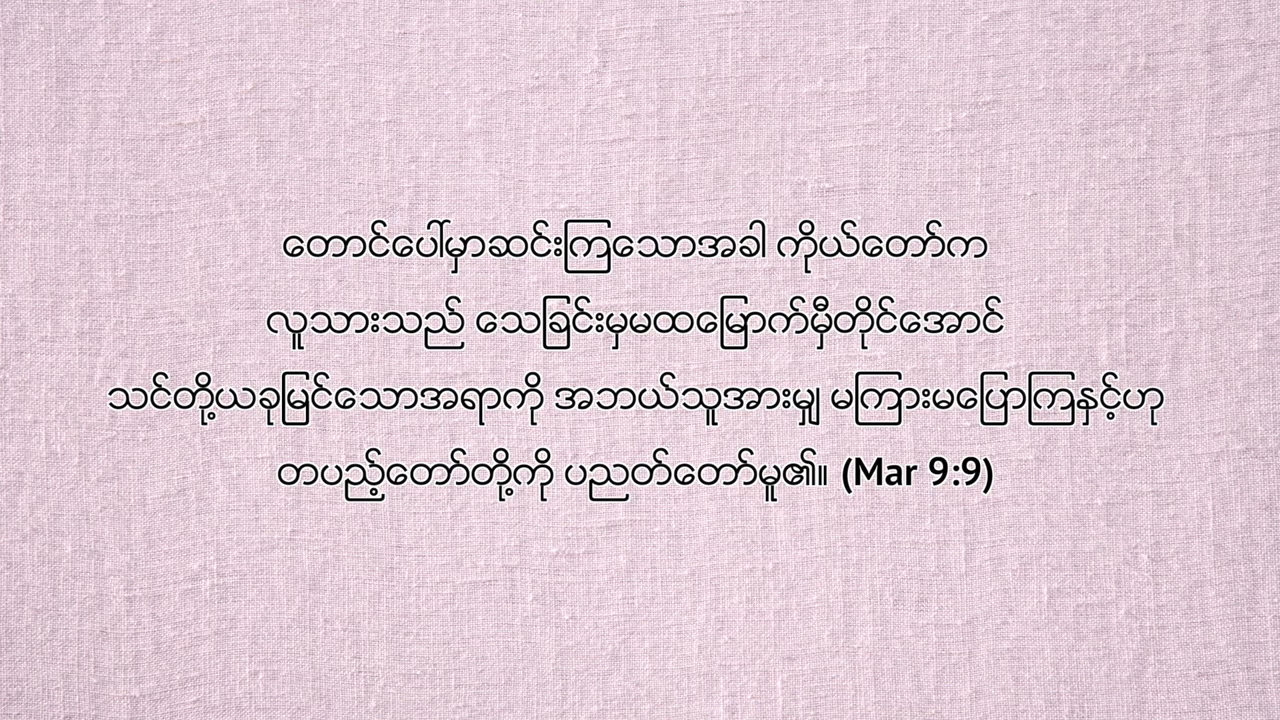 တောင်ပေါ်မှာဆင်းကြသောအခါ ကိုယ်တော်က
လူသားသည် သေခြင်းမှမထမြောက်မှီတိုင်အောင်
သင်တို့ယခုမြင်သောအရာကို အဘယ်သူအားမျှ မကြားမပြောကြနှင့်ဟု
တပည့်တော်တို့ကို ပညတ်တော်မူ၏။ (Mar 9:9)